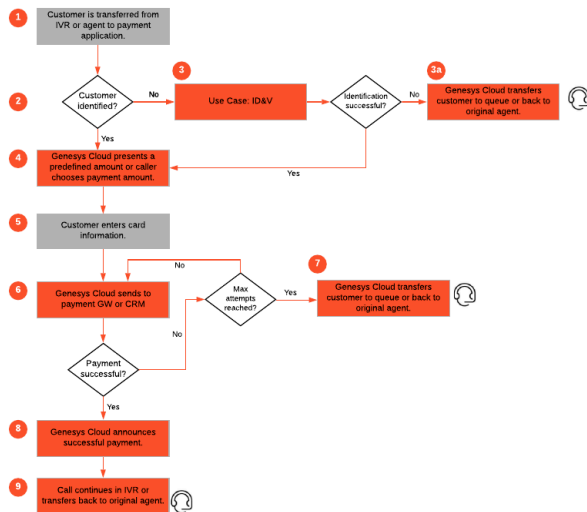 1
Customer is transferred from
IVR or agent to payment
application.
2
Customer
identified?
No
3
Use Case: ID&V
Identification
successful?
No
3a
Genesys Cloud transfers
customer to queue or back to
original agent.
Yes
Yes
4
Genesys Cloud presents a
predefined amount or caller
chooses payment amount.
5
Customer enters card
information.
No
6
Genesys Cloud sends to
payment GW or CRM
Max
attempts
reached?
Yes
7
Genesys Cloud transfers
customer to queue or back to
original agent.
No
Payment
successful?
Yes
8
Genesys Cloud announces
successful payment.
9
Call continues in IVR or
transfers back to original agent.